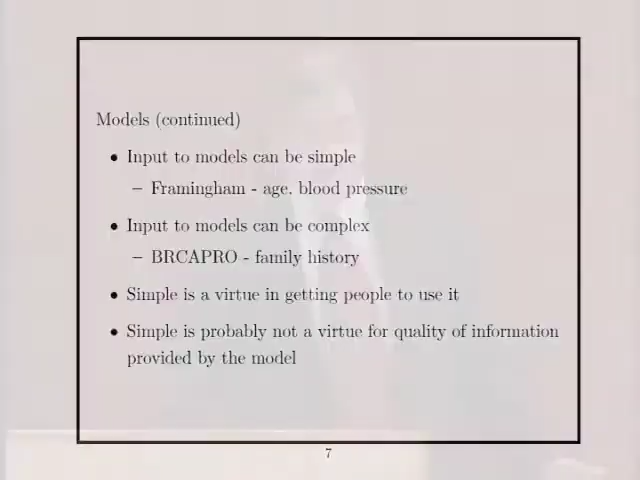 Models (continued)
• Input to models can be simple
– Framingham - age, blood pressure
• Input to models can be complex
– BRCAPRO - family history
• Simple is a virtue in getting people to use it
• Simple is probably not a virtue for quality of information
provided by the model
7